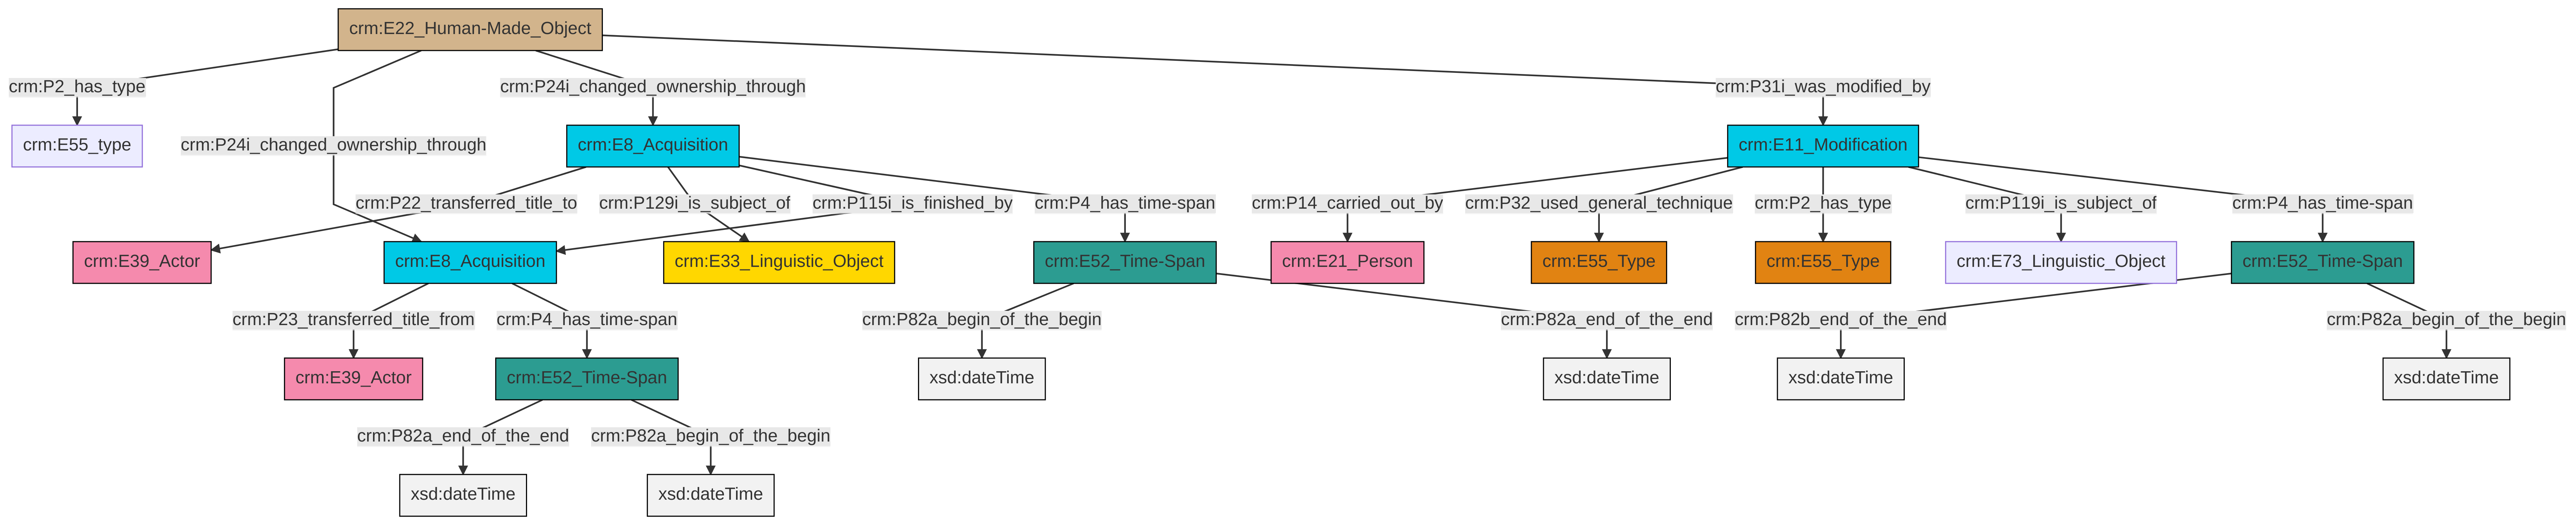 crm:E22_Human-Made_Object
crm:P2_has_type
crm:P24i_changed_ownership_through
crm:P31i_was_modified_by
crm:E55_type
crm:P24i_changed_ownership_through
crm:E8_Acquisition
crm:E11_Modification
crm:P22_transferred_title_to
crm:P129i_is_subject_of
crm:P115i_is_finished_by
crm:P4_has_time-span
crm:P14_carried_out_by
crm:P32_used_general_technique
crm:P2_has_type
crm:P119i_is_subject_of
crm:P4_has_time-span
crm:E39_Actor
crm:E8_Acquisition
crm:E33_Linguistic_Object
crm:E52_Time-Span
crm:E21_Person
crm:E55_Type
crm:E55_Type
crm:E73_Linguistic_Object
crm:E52_Time-Span
crm:P23_transferred_title_from
crm:P4_has_time-span
crm:P82a_begin_of_the_begin
crm:P82a_end_of_the_end
crm:P82b_end_of_the_end
crm:P82a_begin_of_the_begin
crm:E39_Actor
crm:E52_Time-Span
xsd:dateTime
xsd:dateTime
xsd:dateTime
xsd:dateTime
crm:P82a_end_of_the_end
crm:P82a_begin_of_the_begin
xsd:dateTime
xsd:dateTime